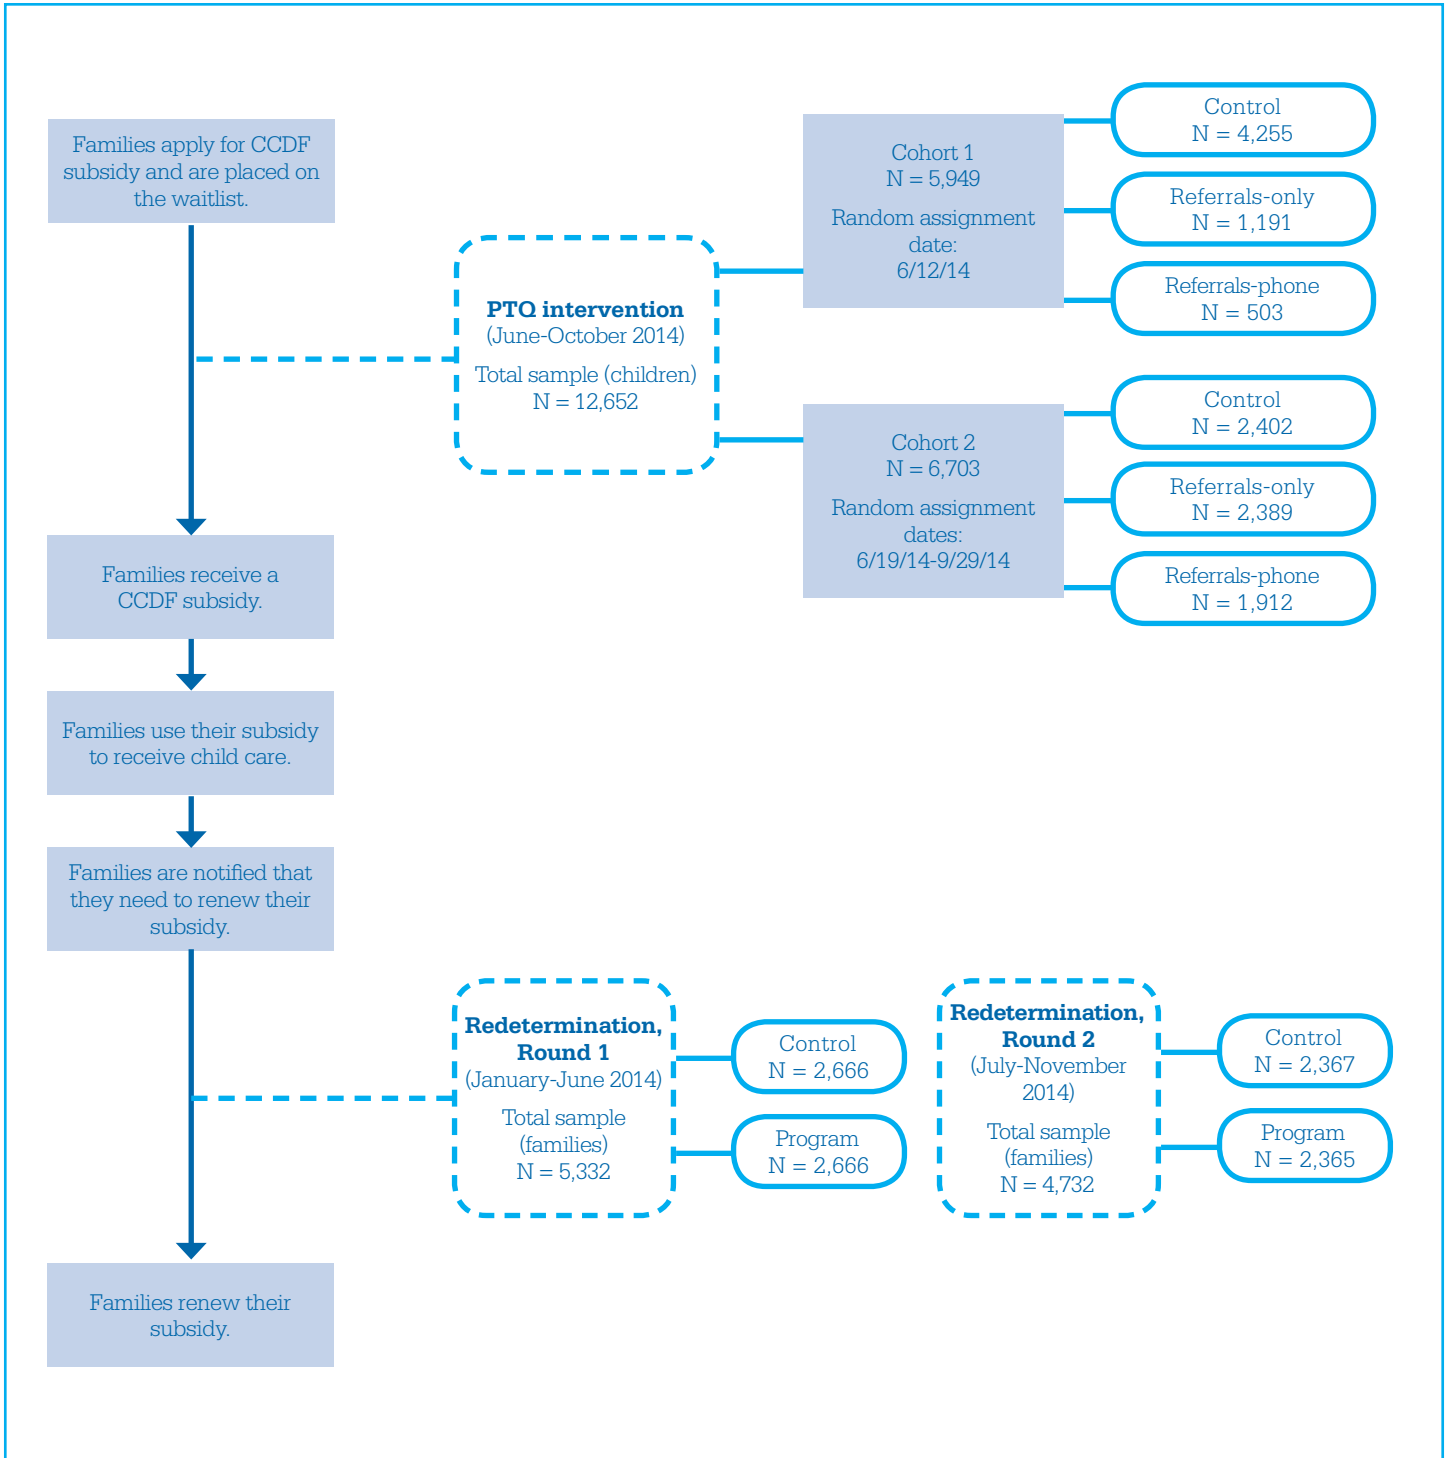 Families apply for CCDF
subsidy and are placed on
the waitlist.
PTQ intervention
(June-October 2014)
Total sample (children)
N = 12,652
Cohort 1
N = 5,949
Random assignment
date:
6/12/14
Control
N = 4,255
Referrals-only
N = 1,191
Referrals-phone
N = 503
Cohort 2
N = 6,703
Random assignment
dates:
6/19/14-9/29/14
Control
N = 2,402
Referrals-only
N = 2,389
Referrals-phone
N = 1,912
Families receive a
CCDF subsidy.
Families use their subsidy
to receive child care.
Families are notified that
they need to renew their
subsidy.
Redetermination,
Round 1
(January-June 2014)
Total sample
(families)
N = 5,332
Control
N = 2,666
Program
N = 2,666
Redetermination,
Round 2
(July-November
2014)
Total sample
(families)
N = 4,732
Control
N = 2,367
Program
N = 2,365
Families renew their
subsidy.